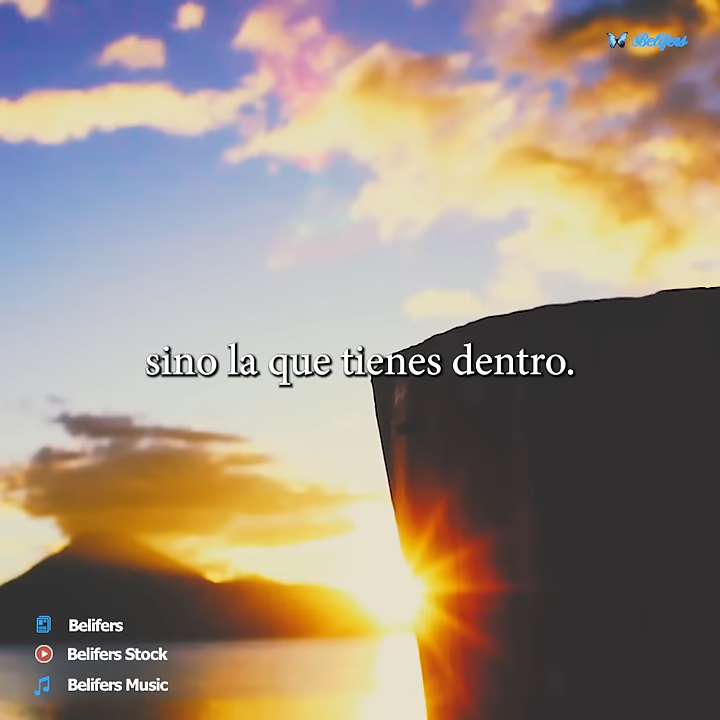 Belifers
sino la que tienes dentro.
Belifers
Belifers Stock
Belifers Music